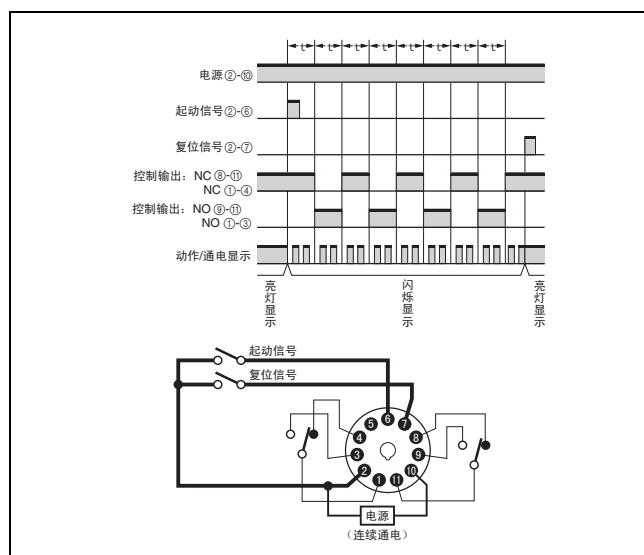 t t t t t t t t
电源②-⑩
起动信号②-⑥
复位信号②-⑦
控制输出：NC ⑧-⑪
NC ①-④
控制输出：NO ⑨-⑪
NO ①-③
动作/通电显示
亮灯显示
闪烁显示
亮灯显示
起动信号
复位信号
5 6 7
4 8
3 9
2 10
1 11
电源
（连续通电）